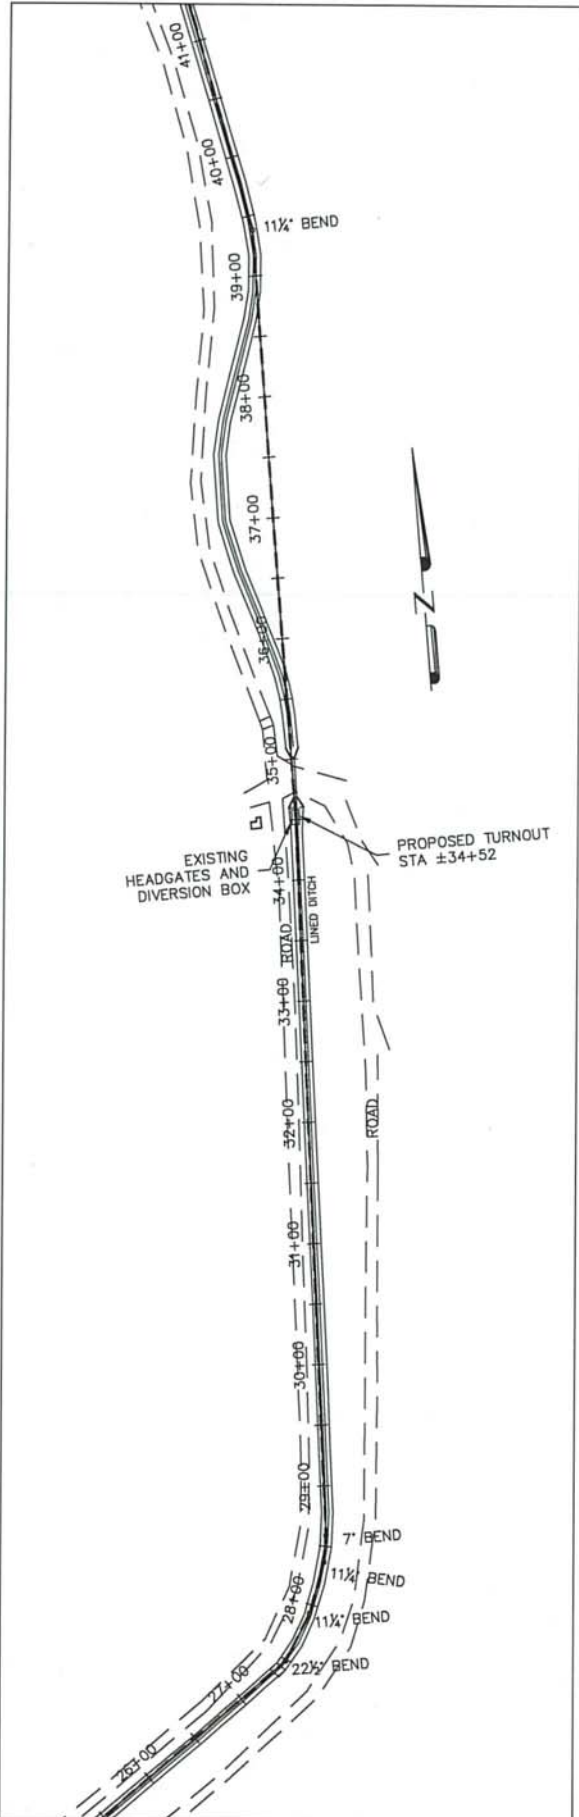 41+00
40+00
11¼° BEND
39+00
38+00
37+00
N
36+00
35+00
PROPOSED TURNOUT
STA ±34+52
EXISTING
HEADGATES AND
DIVERSION BOX
34+00
LINED DITCH
ROAD
33+00
32+00
ROAD
31+00
30+00
29+00
7° BEND
11¼° BEND
28+00
11¼° BEND
22½° BEND
27+00
26+00